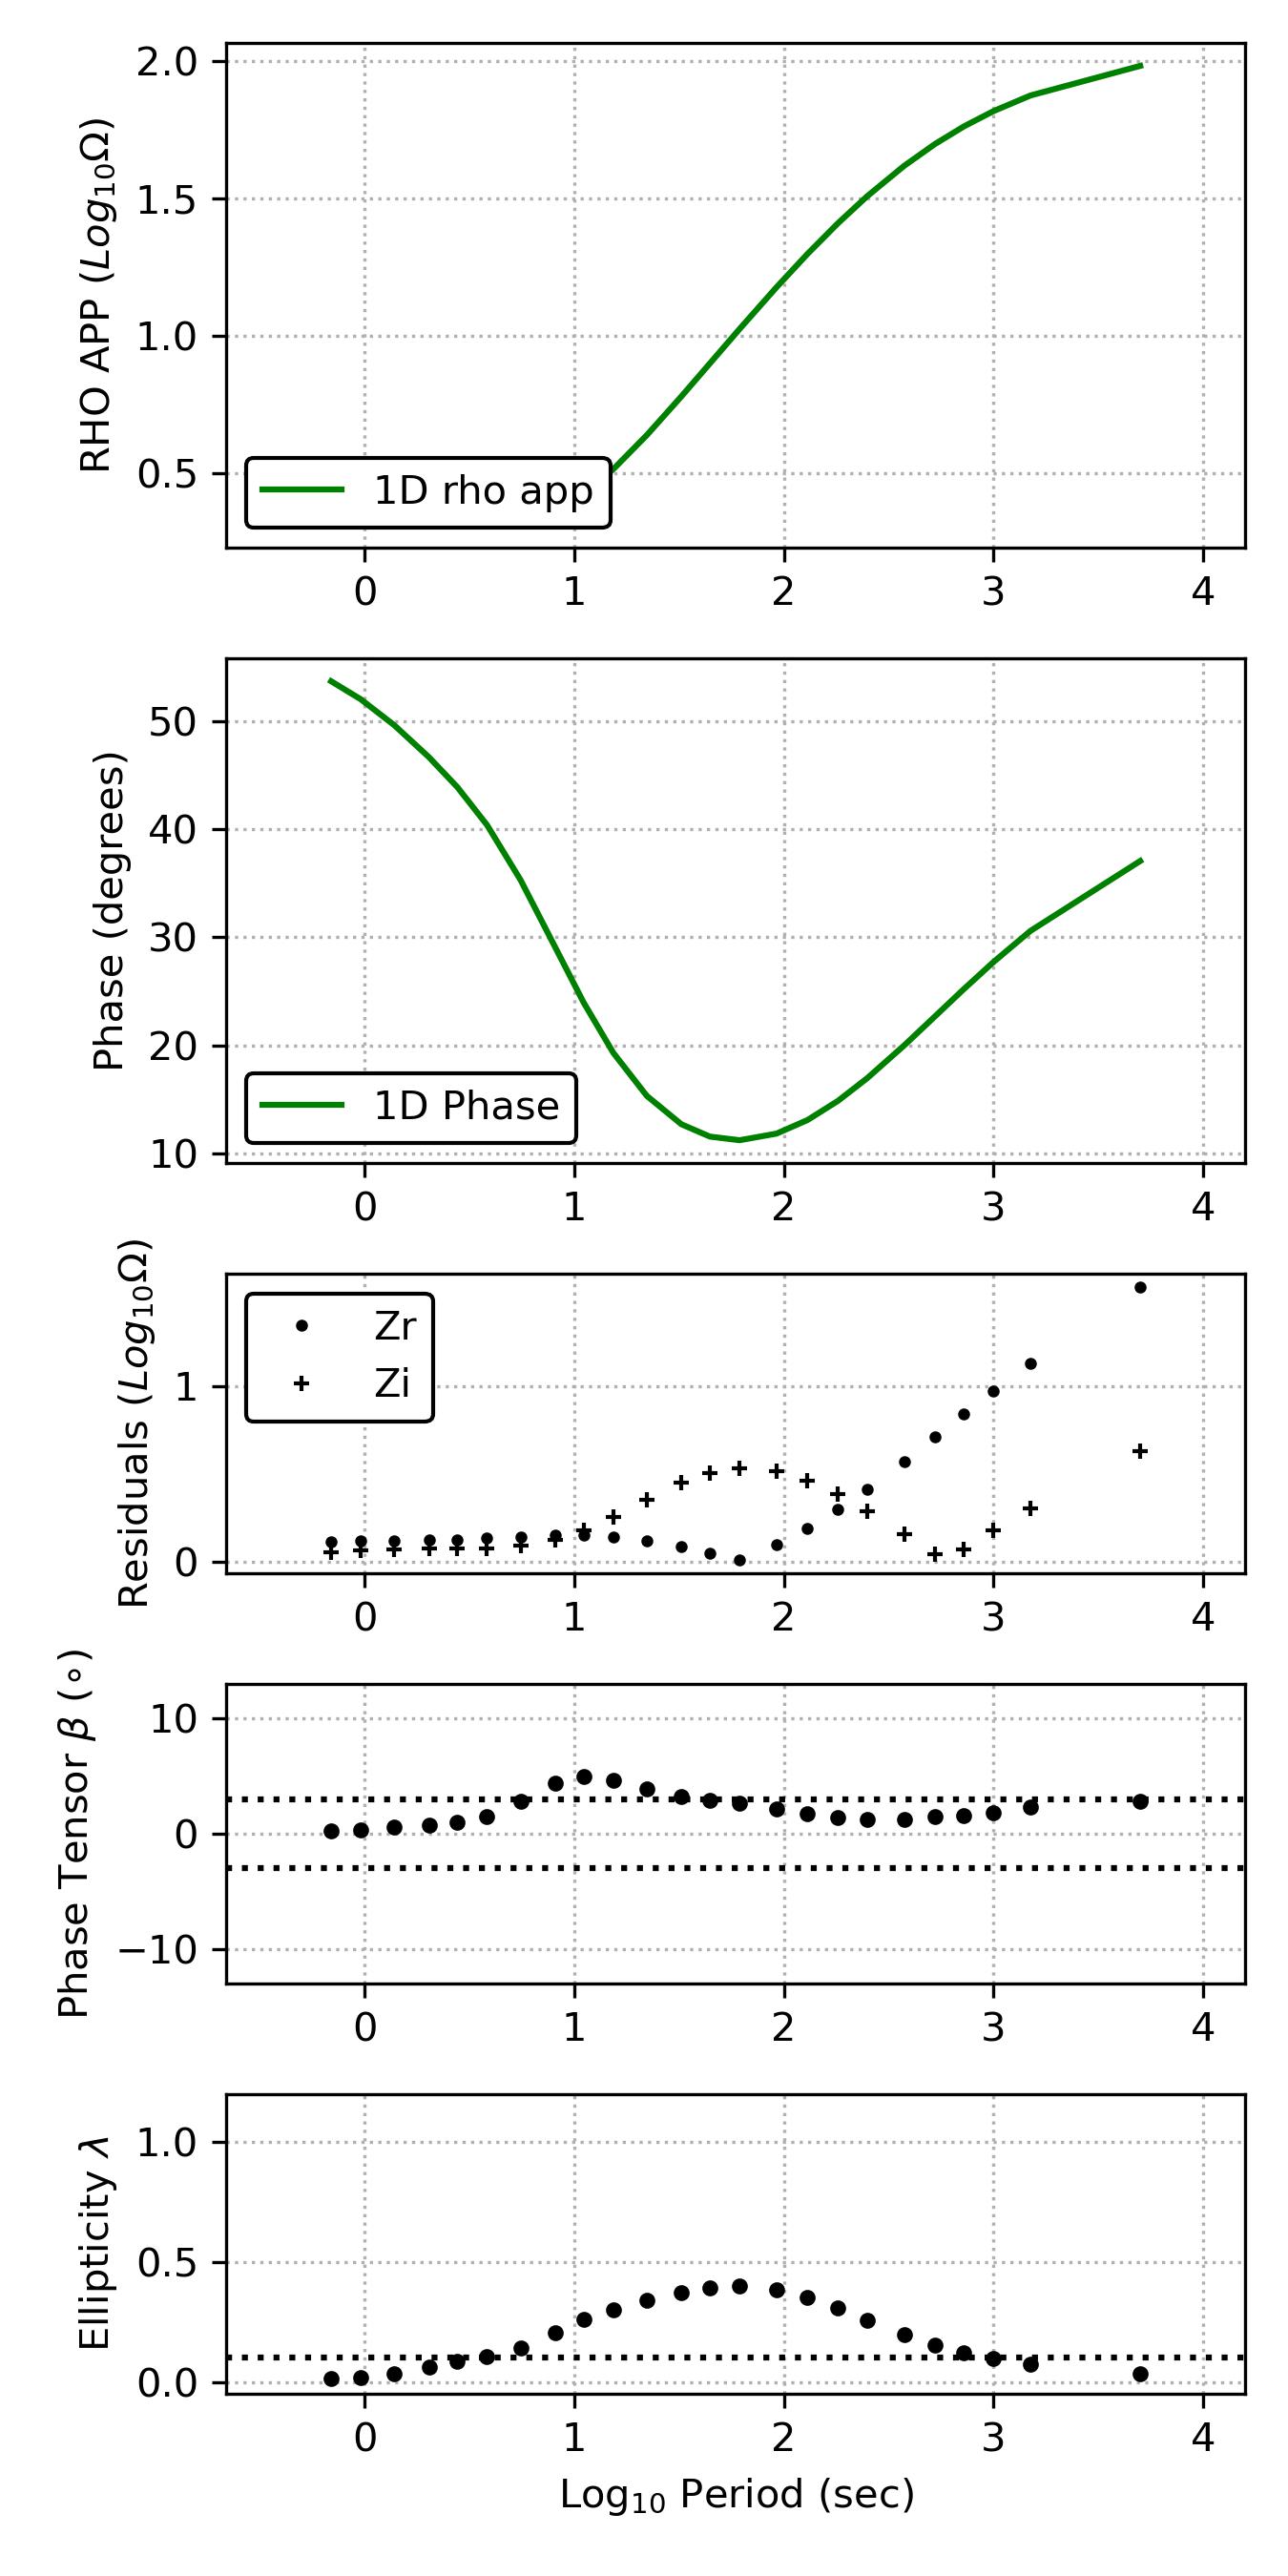 2.0
1.5
1.0
0.5
RHO APP (Log₁₀Ω)
1D rho app
0 1 2 3 4
50
40
30
20
10
Phase (degrees)
1D Phase
0 1 2 3 4
1
0
Residuals (Log₁₀Ω)
Zr
Zi
0 1 2 3 4
10
0
−10
Phase Tensor β (∘)
0 1 2 3 4
1.0
0.5
0.0
Ellipticity λ
0 1 2 3 4
Log₁₀ Period (sec)